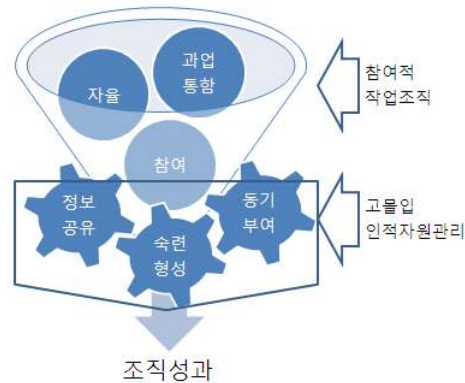 자율
과업
통합
참여적
작업조직
참여
정보
공유
숙련
형성
동기
부여
고몰입
인적자원관리
조직성과